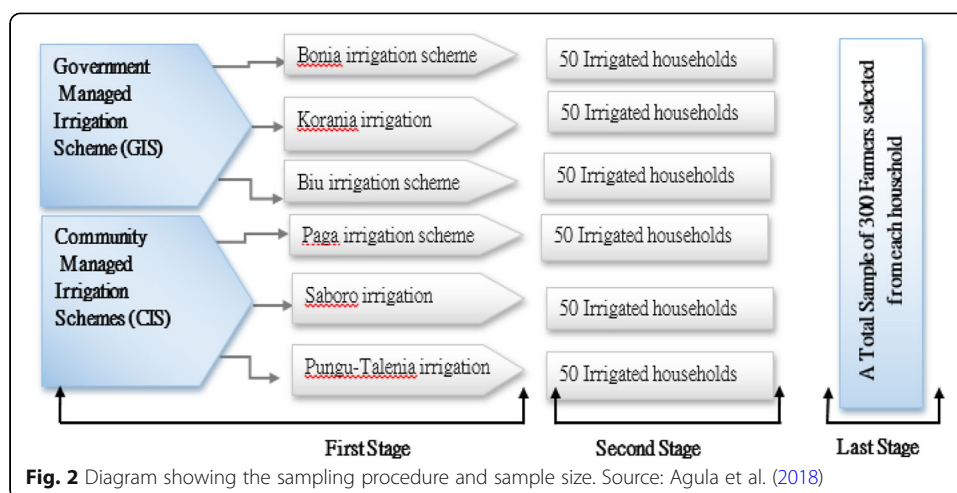 Government
Managed
Irrigation
Scheme (GIS)
Bonia irrigation scheme
50 Irrigated households
Korania irrigation
50 Irrigated households
Biu irrigation scheme
50 Irrigated households
Community
Managed
Irrigation
Schemes (CIS)
Paga irrigation scheme
50 Irrigated households
Saboro irrigation
50 Irrigated households
Pungu-Talenia irrigation
50 Irrigated households
A Total Sample of 300 Farmers selected
from each household
First Stage
Second Stage
Last Stage
Fig. 2 Diagram showing the sampling procedure and sample size. Source: Agula et al. (2018)